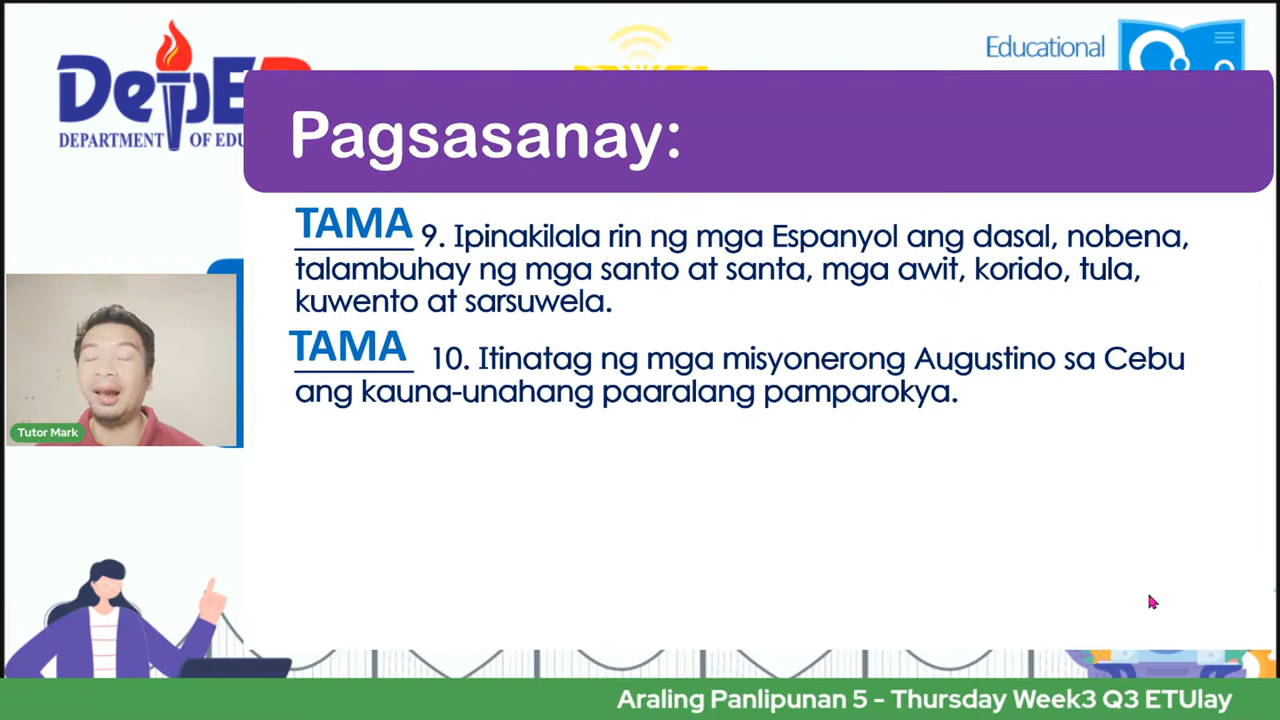 DepE
DEPARTMENT OF EDU
Educational
Pagsasanay:
TAMA 9. Ipinakilala rin ng mga Espanyol ang dasal, nobena,
talambuhay ng mga santo at santa, mga awit, korido, tula,
kuwento at sarsuwela.
TAMA 10. Itinatag ng mga misyonerong Augustino sa Cebu
ang kauna-unahang paaralang pamparokya.
Tutor Mark
Araling Panlipunan 5 - Thursday Week3 Q3 ETUlay